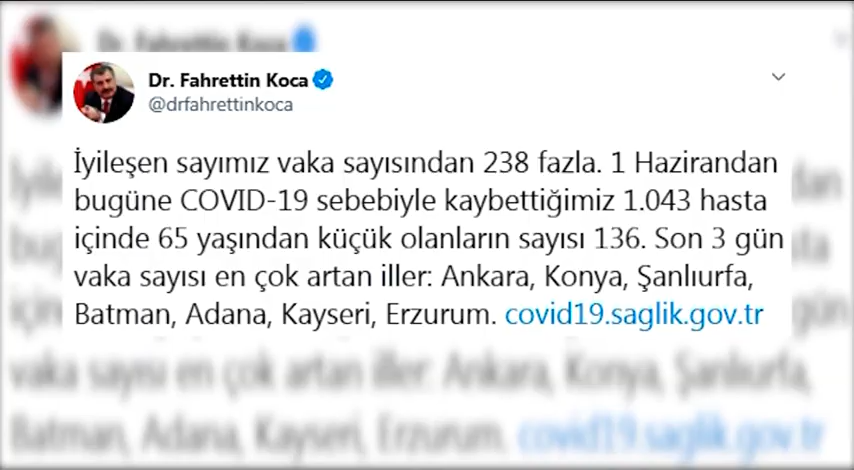 Dr. Fahrettin Koca
@drfahrettinkoca
İyileşen sayımız vaka sayısından 238 fazla. 1 Hazirandan
bugüne COVID-19 sebebiyle kaybettiğimiz 1.043 hasta
içinde 65 yaşından küçük olanların sayısı 136. Son 3 gün
vaka sayısı en çok artan iller: Ankara, Konya, Şanlıurfa,
Batman, Adana, Kayseri, Erzurum. covid19.saglik.gov.tr